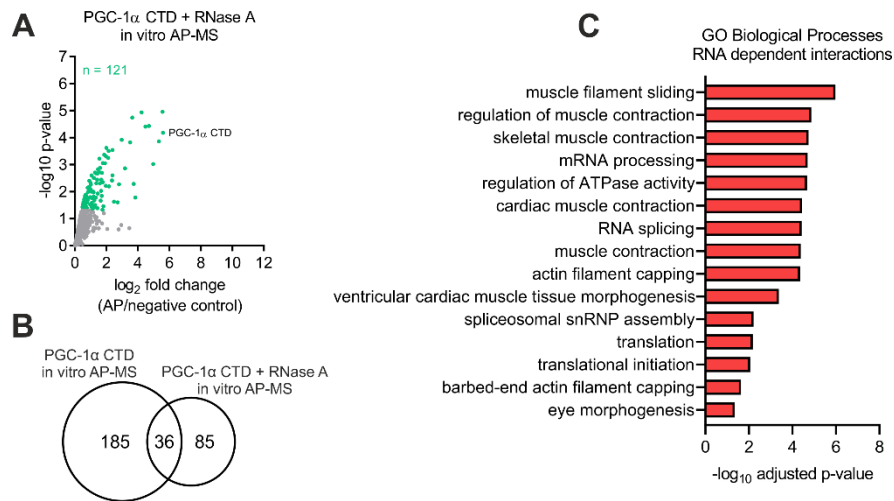 A
PGC-1α CTD + RNase A
in vitro AP-MS
n = 121
PGC-1α CTD
-log10 p-value
7
6
5
4
3
2
1
0
0 2 4 6 8 10 12
log2 fold change
(AP/negative control)
B
PGC-1α CTD
in vitro AP-MS
PGC-1α CTD + RNase A
in vitro AP-MS
185 36 85
C
GO Biological Processes
RNA dependent interactions
muscle filament sliding
regulation of muscle contraction
skeletal muscle contraction
mRNA processing
regulation of ATPase activity
cardiac muscle contraction
RNA splicing
muscle contraction
actin filament capping
ventricular cardiac muscle tissue morphogenesis
spliceosomal snRNP assembly
translation
translational initiation
barbed-end actin filament capping
eye morphogenesis
0 2 4 6 8
-log10 adjusted p-value